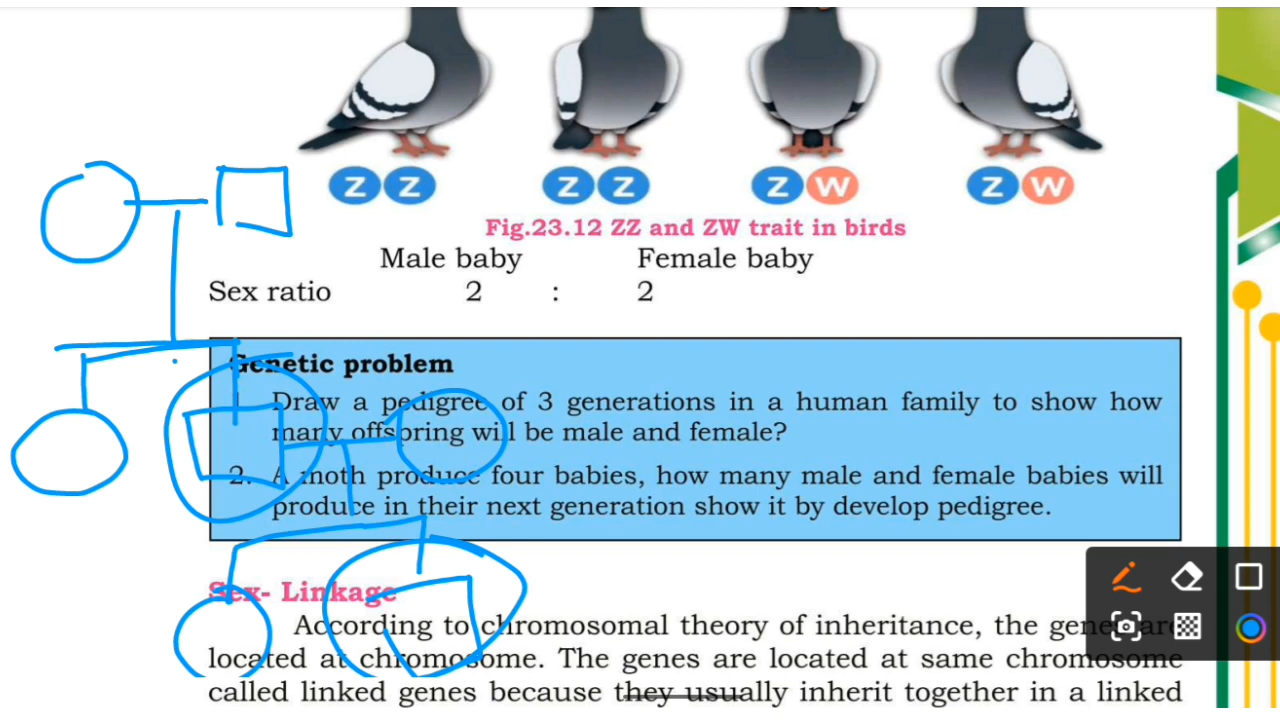 Z Z Z Z Z W Z W
Fig.23.12 ZZ and ZW trait in birds
Male baby Female baby
Sex ratio 2 : 2
Genetic problem
1. Draw a pedigree of 3 generations in a human family to show how
many offspring will be male and female?
2. A moth produce four babies, how many male and female babies will
produce in their next generation show it by develop pedigree.
Sex- Linkage
According to chromosomal theory of inheritance, the genes are
located at chromosome. The genes are located at same chromosome
called linked genes because they usually inherit together in a linked